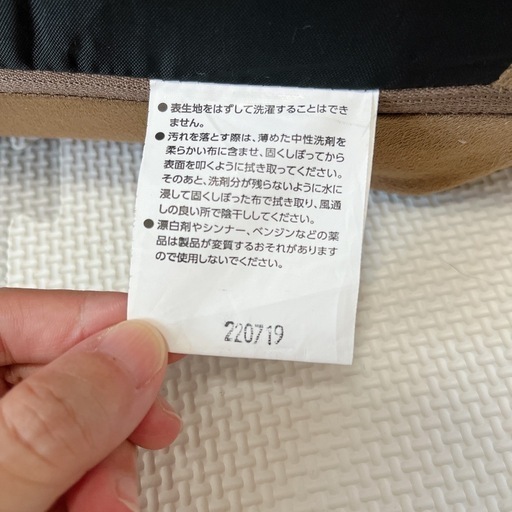 ●表生地をはずして洗濯することはでき
ません。
●汚れを落とす際は、薄めた中性洗剤を
柔らかい布に含ませ、固くしぼってから
表面を叩くように拭き取ってください。
そのあと、洗剤分が残らないように水に
浸して固くしぼった布で拭き取り、風通
しの良い所で陰干ししてください。
●漂白剤やシンナー、ベンジンなどの薬
品は製品が変質するおそれがあります
ので使用しないでください。
220719